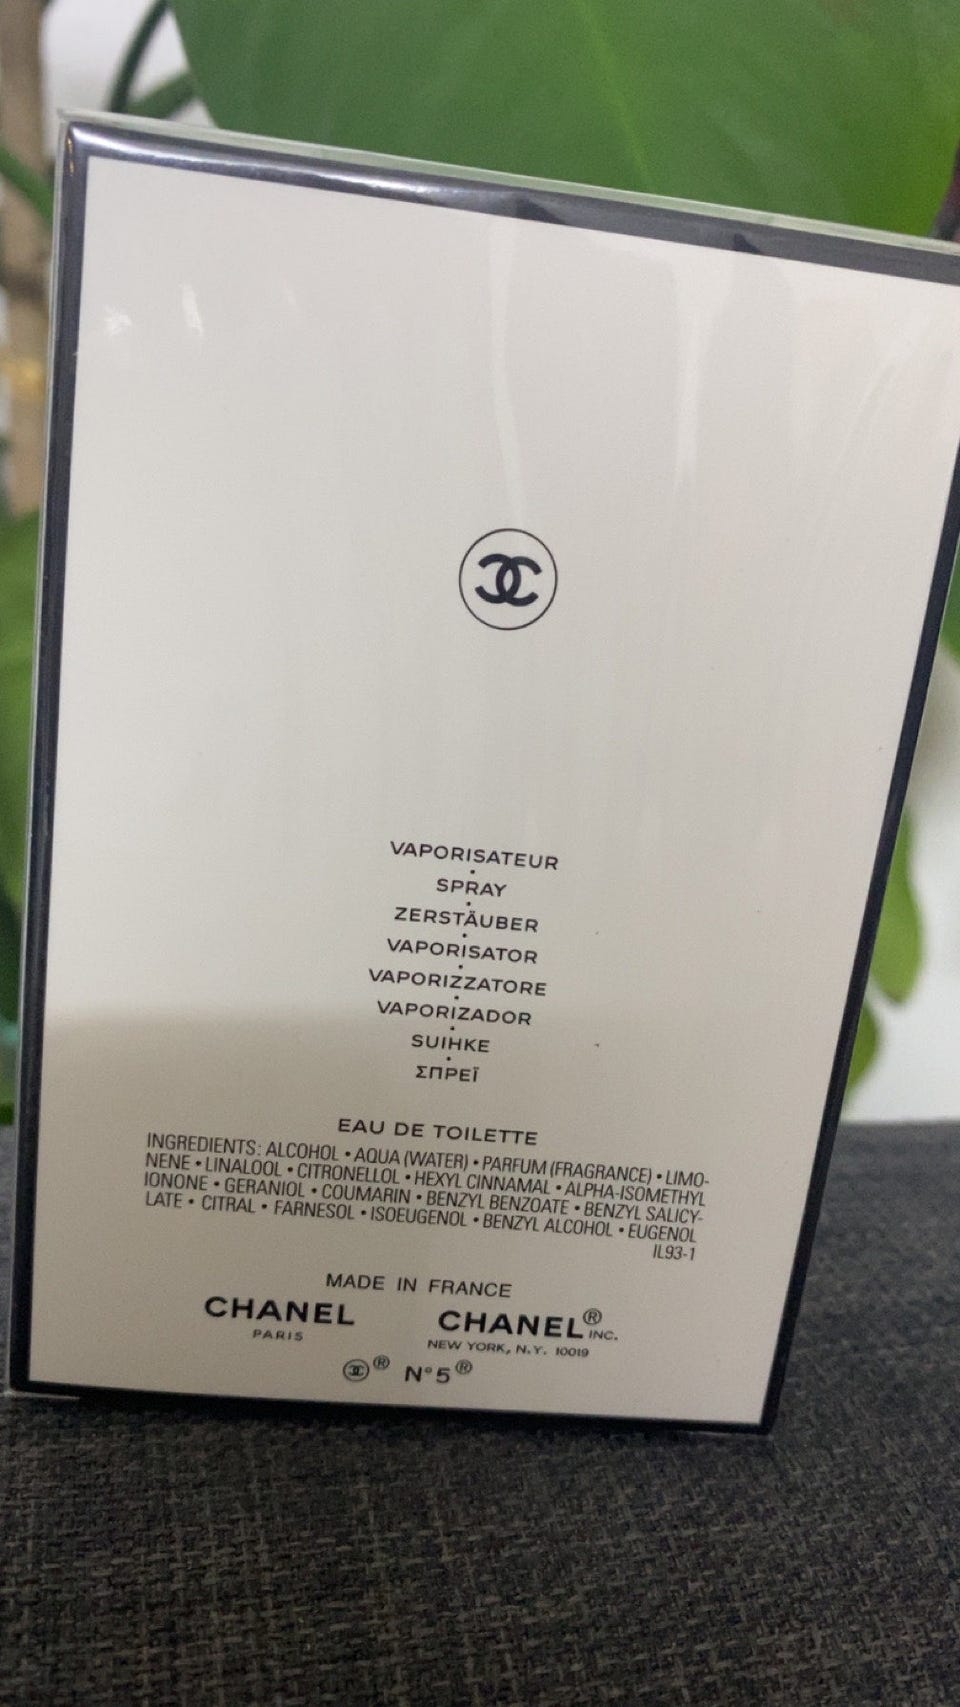 VAPORISATEUR
·
SPRAY
·
ZERSTÄUBER
·
VAPORISATOR
·
VAPORIZZATORE
·
VAPORIZADOR
·
SUIHKE
·
ΣΠΡΕΪ
EAU DE TOILETTE
INGREDIENTS: ALCOHOL • AQUA (WATER) • PARFUM (FRAGRANCE) • LIMO-
NENE • LINALOOL • CITRONELLOL • HEXYL CINNAMAL • ALPHA-ISOMETHYL
IONONE • GERANIOL • COUMARIN • BENZYL BENZOATE • BENZYL SALICY-
LATE • CITRAL • FARNESOL • ISOEUGENOL • BENZYL ALCOHOL • EUGENOL
IL93-1
MADE IN FRANCE
CHANEL CHANEL® INC.
PARIS NEW YORK, N.Y. 10019
® N°5®